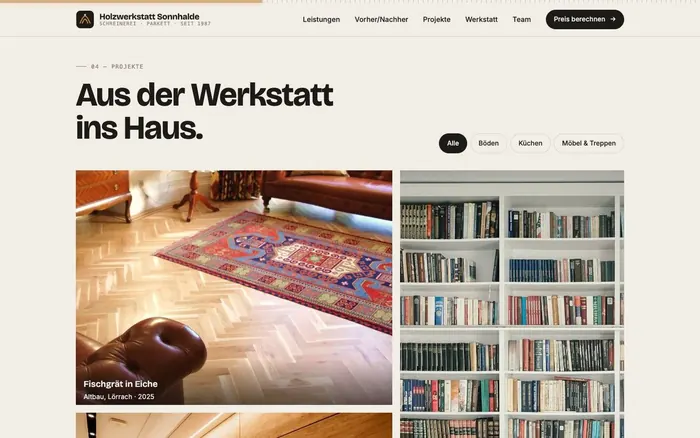 Holzwerkstatt Sonnhalde
SCHREINEREI · PARKETT · SEIT 1987
Leistungen
Vorher/Nachher
Projekte
Werkstatt
Team
Preis berechnen →
04 — PROJEKTE
Aus der Werkstatt
ins Haus.
Alle
Böden
Küchen
Möbel & Treppen
Fischgrät in Eiche
Altbau, Lörrach · 2025